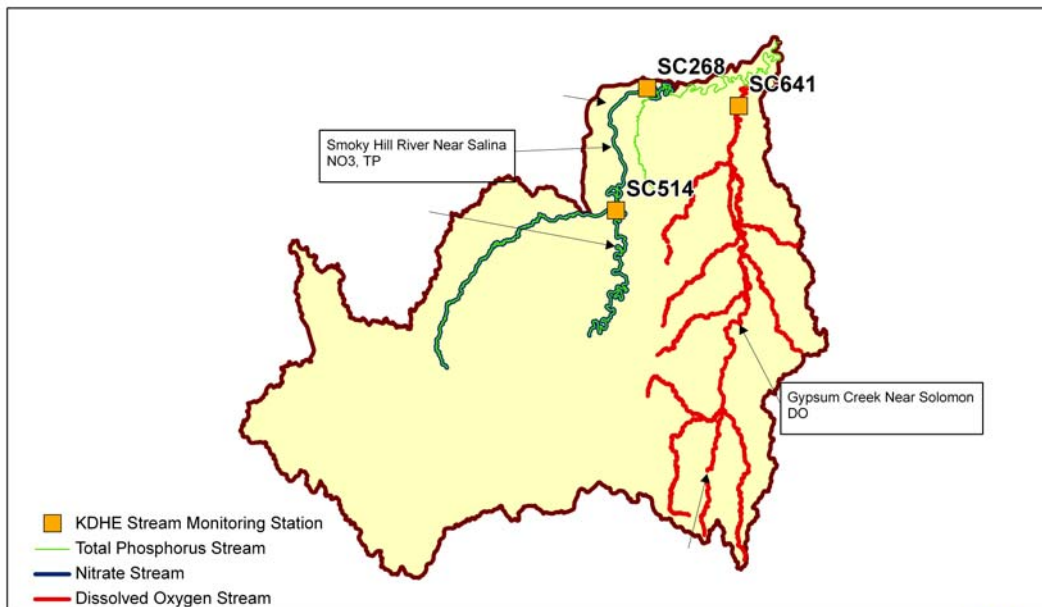 SC268
SC641
Smoky Hill River Near Salina
NO3, TP
SC514
Gypsum Creek Near Solomon
DO
KDHE Stream Monitoring Station
Total Phosphorus Stream
Nitrate Stream
Dissolved Oxygen Stream